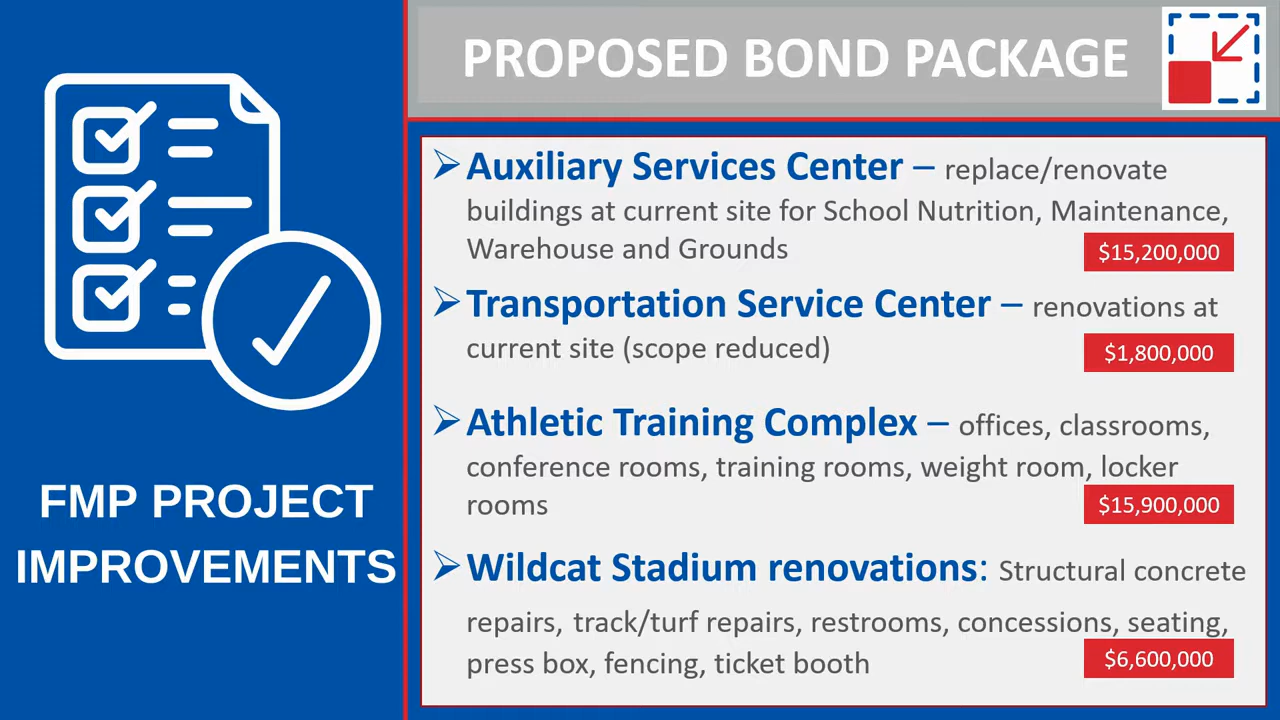 PROPOSED BOND PACKAGE
FMP PROJECT
IMPROVEMENTS
➢Auxiliary Services Center – replace/renovate
buildings at current site for School Nutrition, Maintenance,
Warehouse and Grounds
$15,200,000
➢Transportation Service Center – renovations at
current site (scope reduced)
$1,800,000
➢Athletic Training Complex – offices, classrooms,
conference rooms, training rooms, weight room, locker
rooms
$15,900,000
➢Wildcat Stadium renovations: Structural concrete
repairs, track/turf repairs, restrooms, concessions, seating,
press box, fencing, ticket booth
$6,600,000